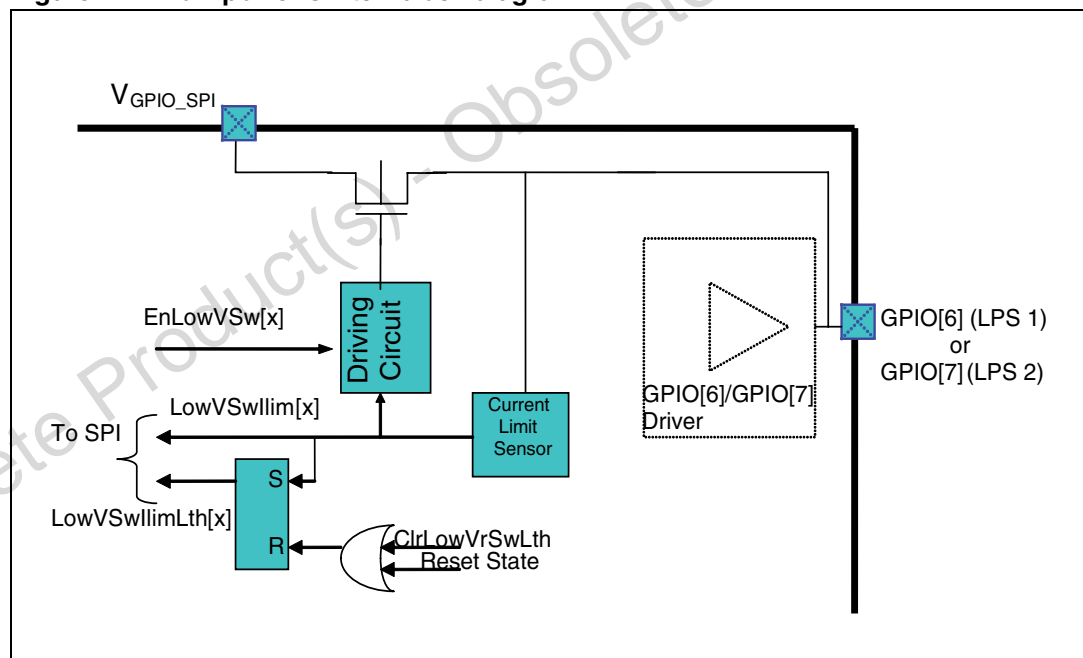 Product(s) - Obsolete
V_GPIO_SPI
EnLowVSw[x]
Driving
Circuit
GPIO[6] (LPS 1)
or
GPIO[7] (LPS 2)
GPIO[6]/GPIO[7]
Driver
LowVSwIlim[x]
Current
Limit
Sensor
To SPI
S
LowVSwIlimLth[x]
R
ClrLowVrSwLth
Reset State